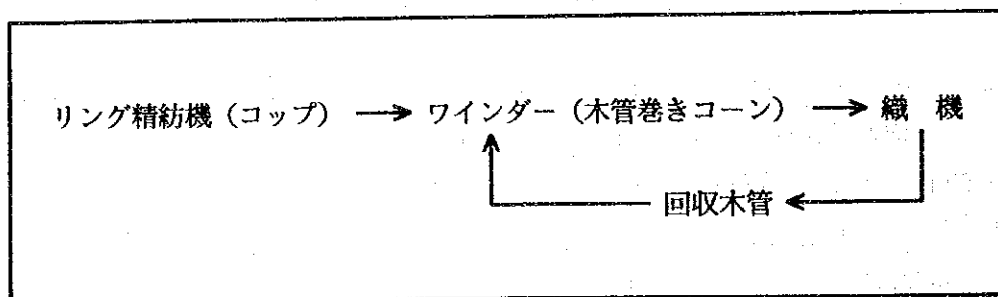 リング精紡機（コップ） → ワインダー（木管巻きコーン） → 織 機
回収木管